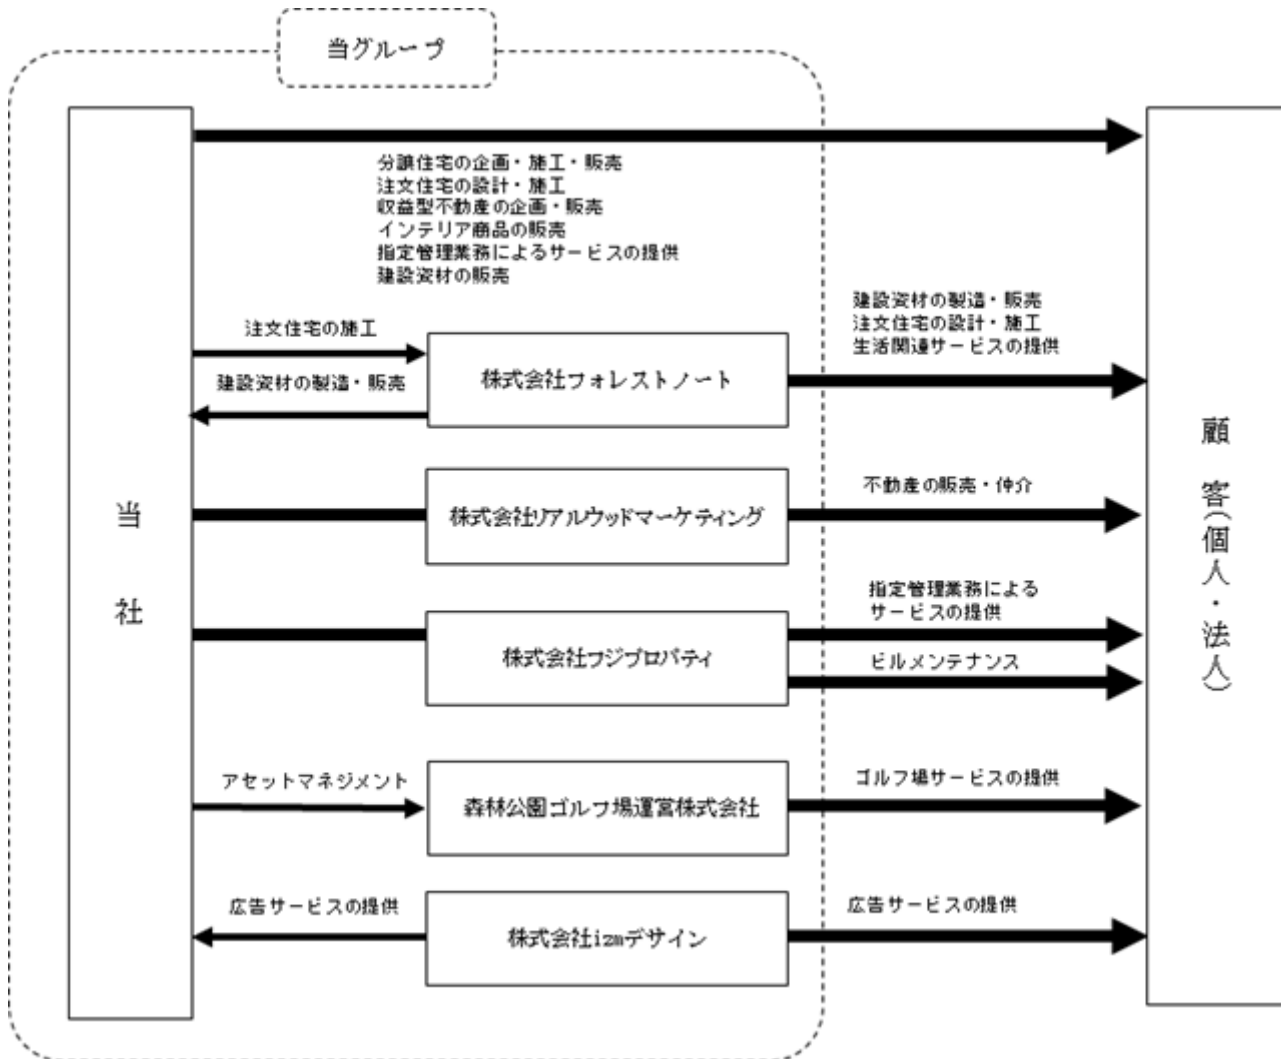 当グループ
分譲住宅の企画・施工・販売
注文住宅の設計・施工
収益型不動産の企画・販売
インテリア商品の販売
指定管理業務によるサービスの提供
建設資材の販売
注文住宅の施工
建設資材の製造・販売
株式会社フォレストノート
建設資材の製造・販売
注文住宅の設計・施工
生活関連サービスの提供
株式会社リアルウッドマーケティング
不動産の販売・仲介
当社
顧客(個人・法人)
株式会社フジプロパティ
指定管理業務による
サービスの提供
ビルメンテナンス
アセットマネジメント
森林公園ゴルフ場運営株式会社
ゴルフ場サービスの提供
広告サービスの提供
株式会社izmデザイン
広告サービスの提供